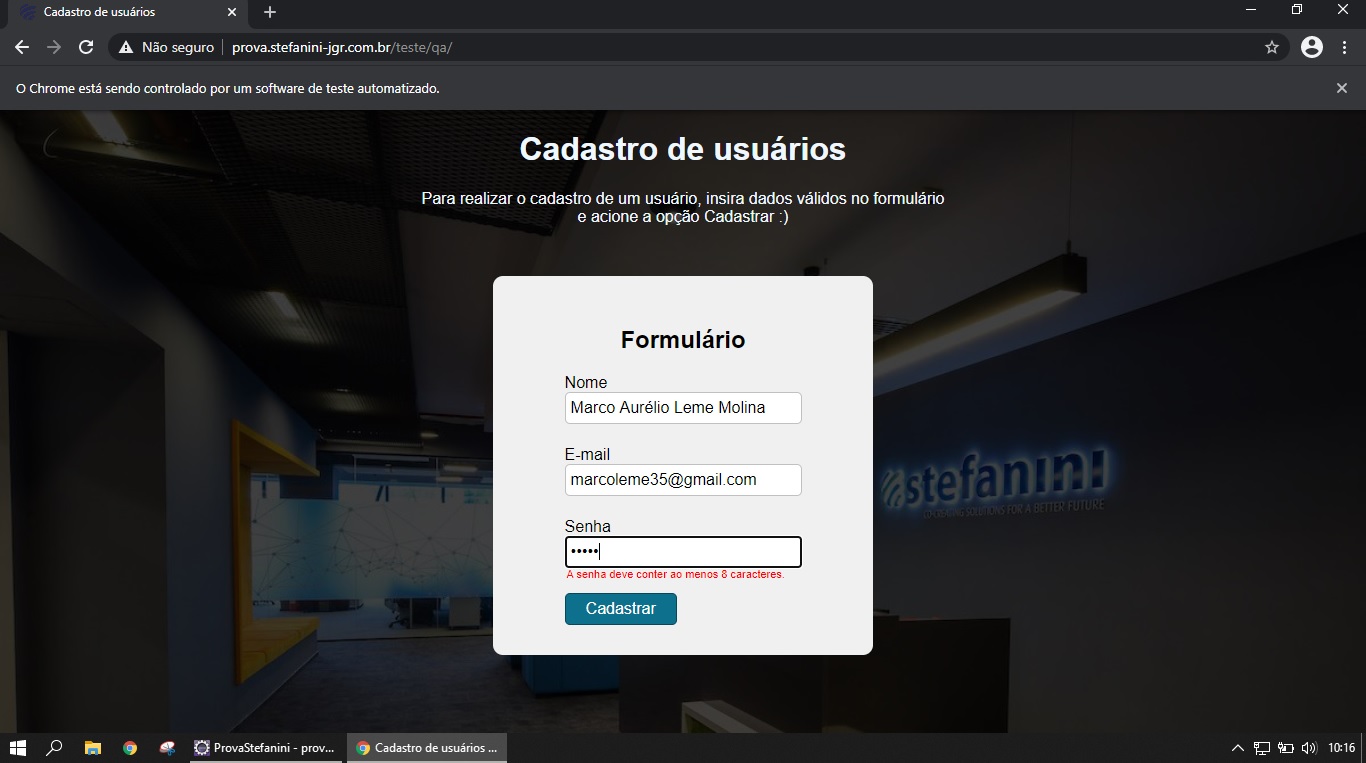 Cadastro de usuários
Não seguro
prova.stefanini-jgr.com.br/teste/qa/
O Chrome está sendo controlado por um software de teste automatizado.
Cadastro de usuários
Para realizar o cadastro de um usuário, insira dados válidos no formulário
e acione a opção Cadastrar :)
Formulário
Nome
Marco Aurélio Leme Molina
E-mail
marcoleme35@gmail.com
stefanini
CO-CREATING SOLUTIONS FOR A BETTER FUTURE
Senha
•••••
A senha deve conter ao menos 8 caracteres.
Cadastrar
ProvaStefanini - prov...
Cadastro de usuários ...
10:16